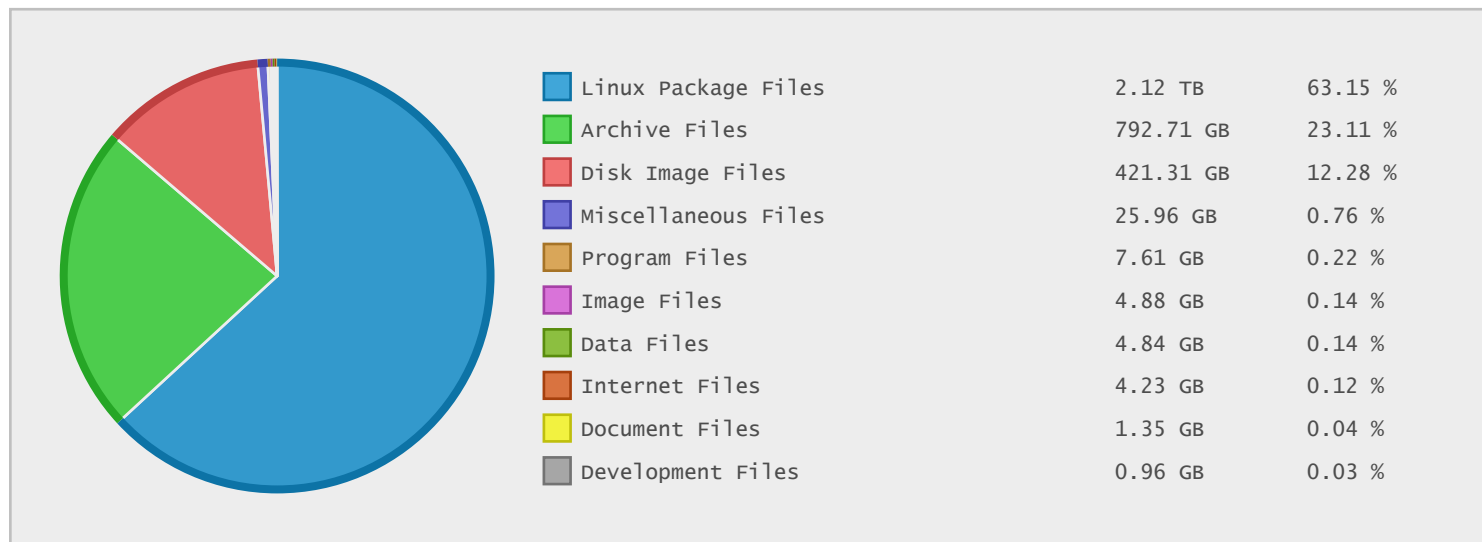 Linux Package Files 2.12 TB 63.15 %
Archive Files 792.71 GB 23.11 %
Disk Image Files 421.31 GB 12.28 %
Miscellaneous Files 25.96 GB 0.76 %
Program Files 7.61 GB 0.22 %
Image Files 4.88 GB 0.14 %
Data Files 4.84 GB 0.14 %
Internet Files 4.23 GB 0.12 %
Document Files 1.35 GB 0.04 %
Development Files 0.96 GB 0.03 %